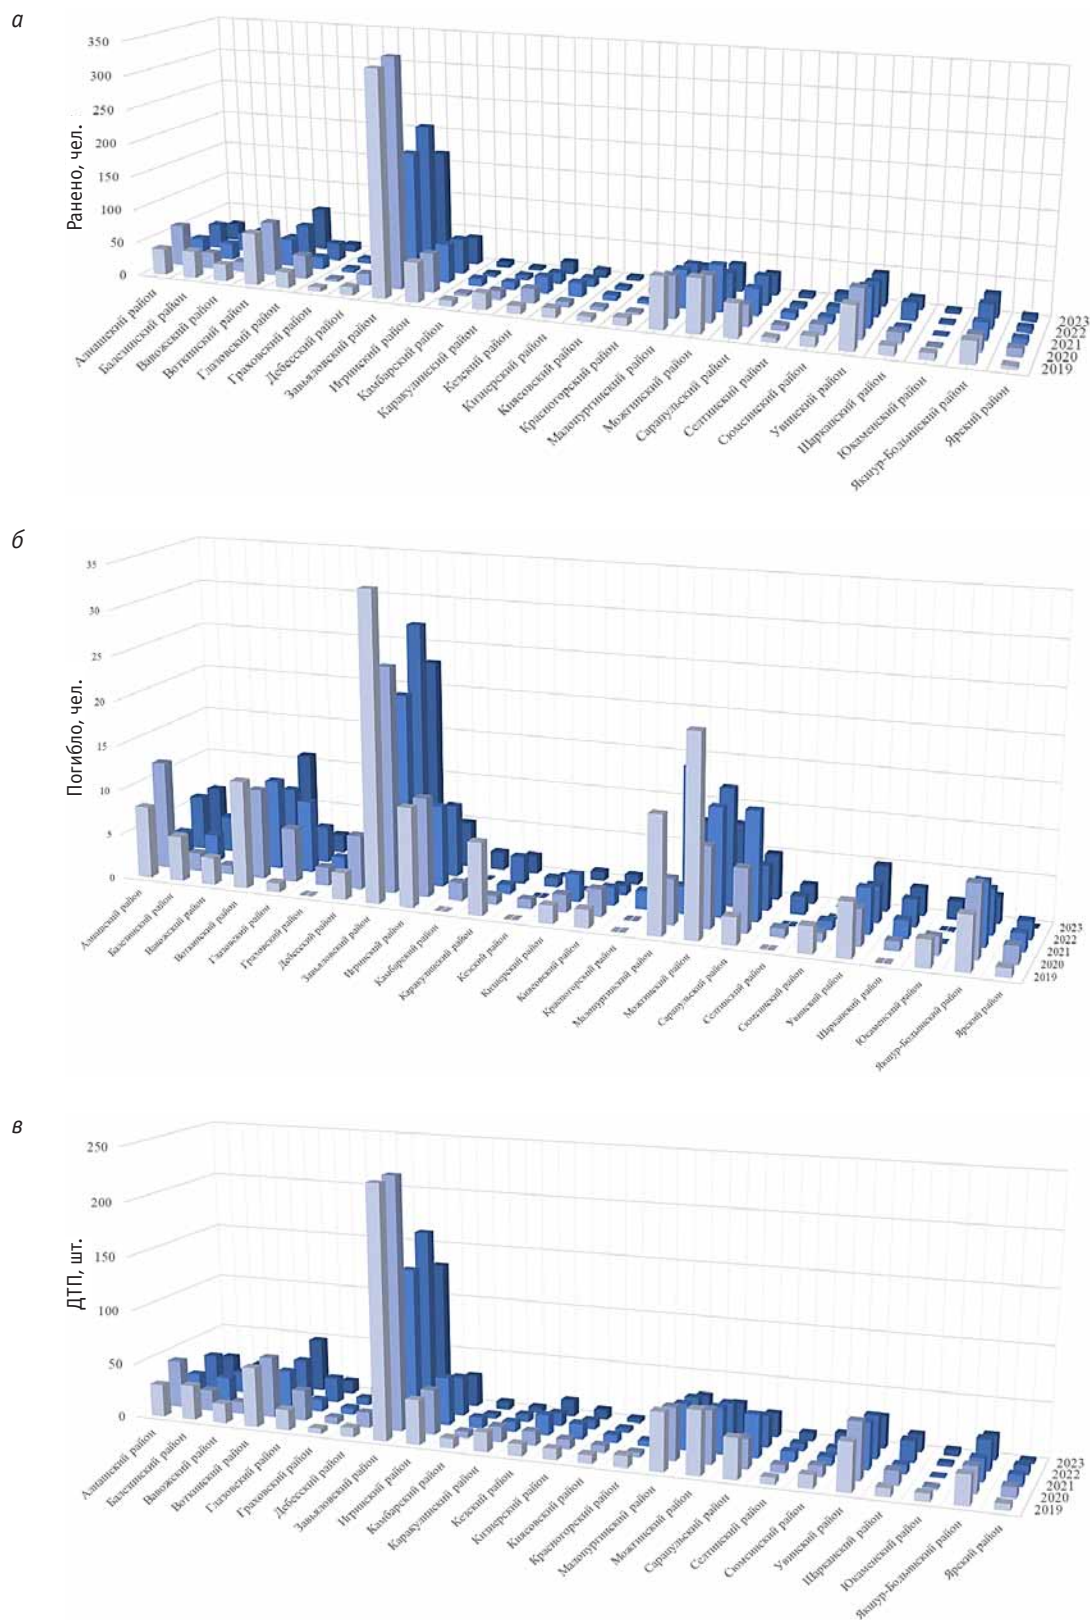 а
Ранено, чел.
350
300
250
200
150
100
50
0
Алнашский район
Балезинский район
Вавожский район
Воткинский район
Глазовский район
Граховский район
Дебесский район
Завьяловский район
Игринский район
Камбарский район
Каракулинский район
Кезский район
Кизнерский район
Киясовский район
Красногорский район
Малопургинский район
Можгинский район
Сарапульский район
Селтинский район
Сюмсинский район
Увинский район
Шарканский район
Юкаменский район
Якшур-Бодьинский район
Ярский район
2023
2022
2021
2020
2019
б
Погибло, чел.
35
30
25
20
15
10
5
0
Алнашский район
Балезинский район
Вавожский район
Воткинский район
Глазовский район
Граховский район
Дебесский район
Завьяловский район
Игринский район
Камбарский район
Каракулинский район
Кезский район
Кизнерский район
Киясовский район
Красногорский район
Малопургинский район
Можгинский район
Сарапульский район
Селтинский район
Сюмсинский район
Увинский район
Шарканский район
Юкаменский район
Якшур-Бодьинский район
Ярский район
2023
2022
2021
2020
2019
в
ДТП, шт.
250
200
150
100
50
0
Алнашский район
Балезинский район
Вавожский район
Воткинский район
Глазовский район
Граховский район
Дебесский район
Завьяловский район
Игринский район
Камбарский район
Каракулинский район
Кезский район
Кизнерский район
Киясовский район
Красногорский район
Малопургинский район
Можгинский район
Сарапульский район
Селтинский район
Сюмсинский район
Увинский район
Шарканский район
Юкаменский район
Якшур-Бодьинский район
Ярский район
2023
2022
2021
2020
2019